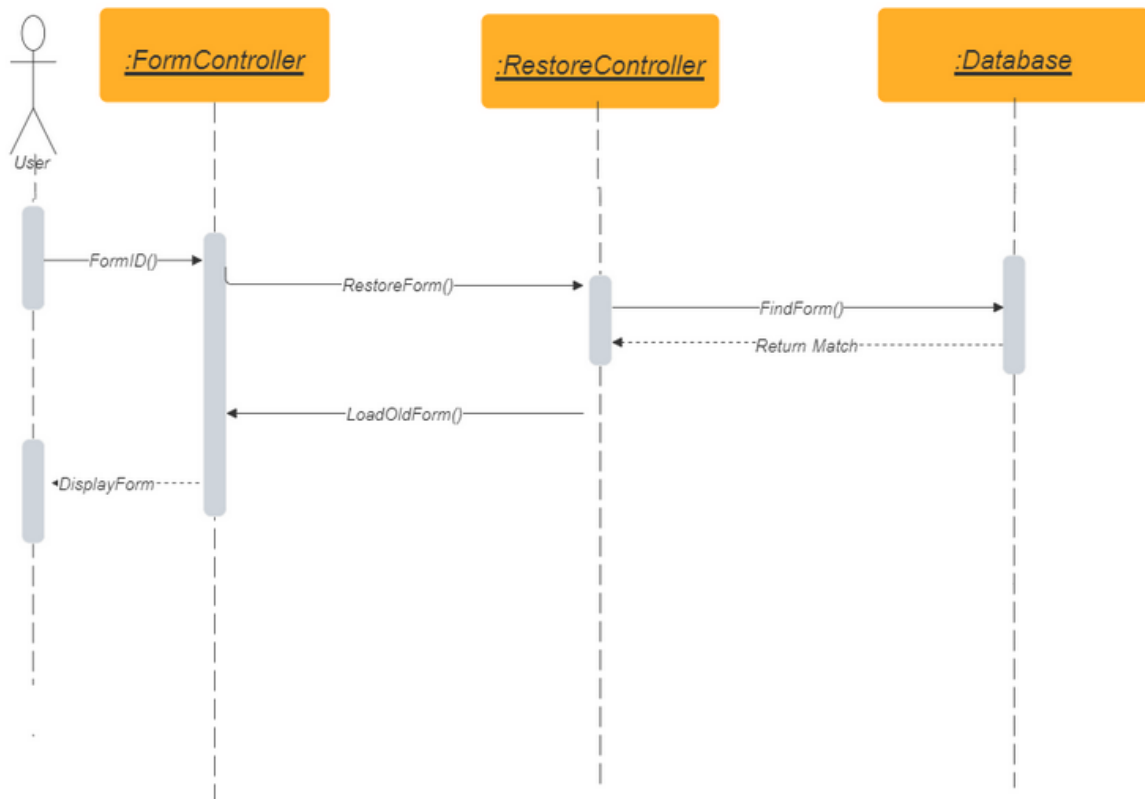 :FormController
:RestoreController
:Database
User
FormID()
RestoreForm()
FindForm()
Return Match
LoadOldForm()
DisplayForm